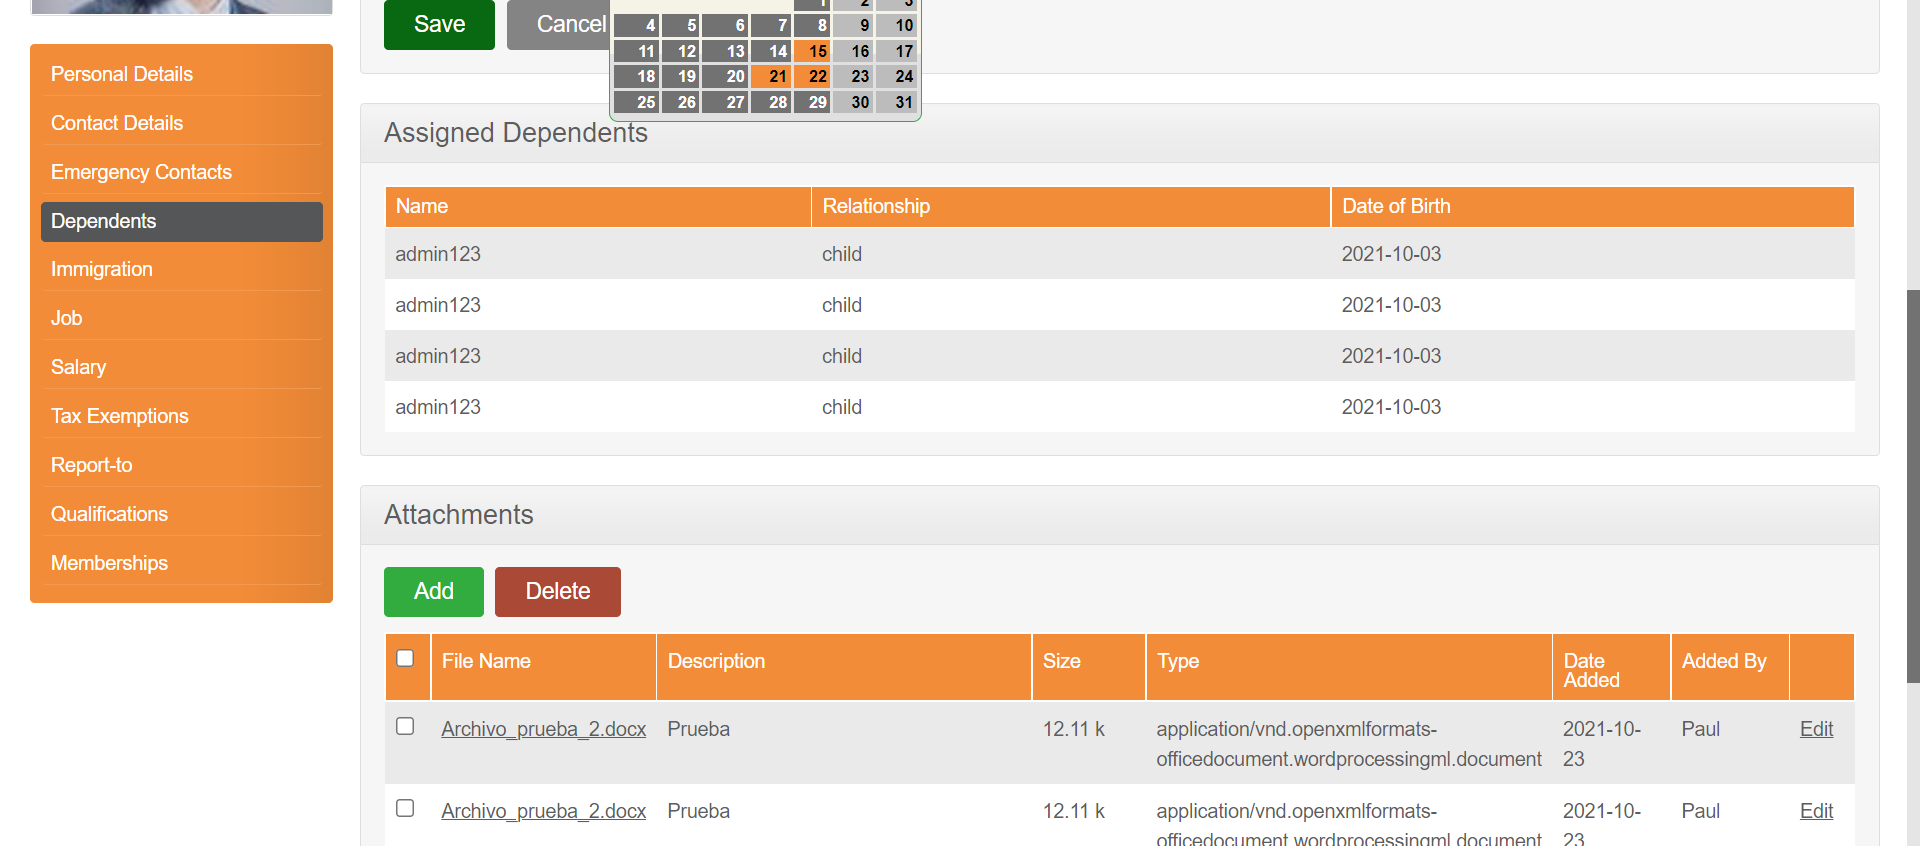 Save
Cancel
1 2 3
4 5 6 7 8 9 10
11 12 13 14 15 16 17
18 19 20 21 22 23 24
25 26 27 28 29 30 31
Personal Details
Contact Details
Emergency Contacts
Dependents
Immigration
Job
Salary
Tax Exemptions
Report-to
Qualifications
Memberships
Assigned Dependents
Name Relationship Date of Birth
admin123 child 2021-10-03
admin123 child 2021-10-03
admin123 child 2021-10-03
admin123 child 2021-10-03
Attachments
Add Delete
File Name Description Size Type Date Added Added By
Archivo_prueba_2.docx Prueba 12.11 k application/vnd.openxmlformats-officedocument.wordprocessingml.document 2021-10-23 Paul Edit
Archivo_prueba_2.docx Prueba 12.11 k application/vnd.openxmlformats-officedocument.wordprocessingml.document 2021-10-23 Paul Edit